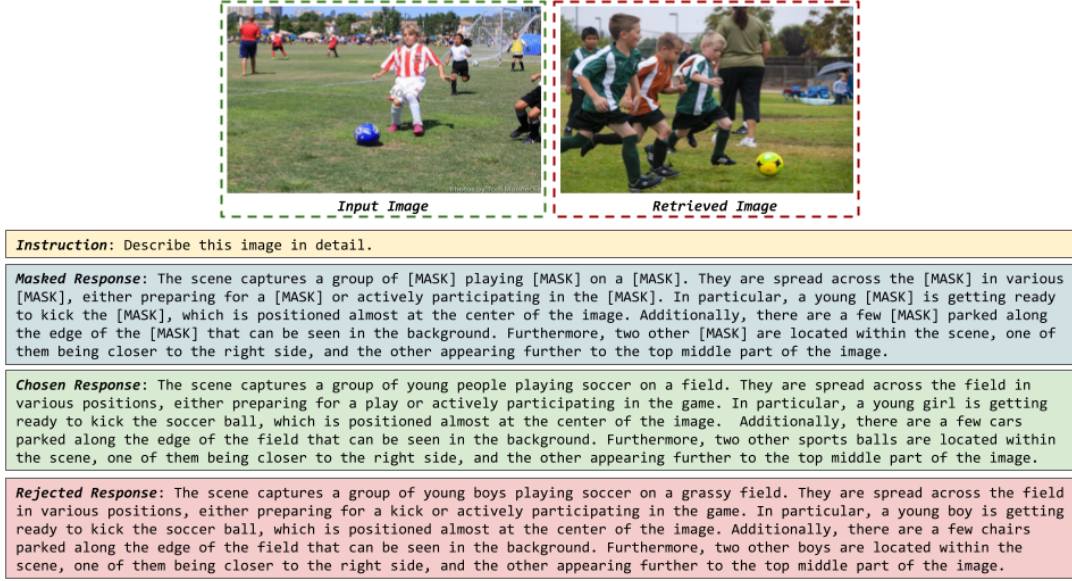 Photos by Tom
Input Image
Retrieved Image
Instruction: Describe this image in detail.
Masked Response: The scene captures a group of [MASK] playing [MASK] on a [MASK]. They are spread across the [MASK] in various
[MASK], either preparing for a [MASK] or actively participating in the [MASK]. In particular, a young [MASK] is getting ready
to kick the [MASK], which is positioned almost at the center of the image. Additionally, there are a few [MASK] parked along
the edge of the [MASK] that can be seen in the background. Furthermore, two other [MASK] are located within the scene, one of
them being closer to the right side, and the other appearing further to the top middle part of the image.
Chosen Response: The scene captures a group of young people playing soccer on a field. They are spread across the field in
various positions, either preparing for a play or actively participating in the game. In particular, a young girl is getting
ready to kick the soccer ball, which is positioned almost at the center of the image. Additionally, there are a few cars
parked along the edge of the field that can be seen in the background. Furthermore, two other sports balls are located within
the scene, one of them being closer to the right side, and the other appearing further to the top middle part of the image.
Rejected Response: The scene captures a group of young boys playing soccer on a grassy field. They are spread across the field
in various positions, either preparing for a kick or actively participating in the game. In particular, a young boy is getting
ready to kick the soccer ball, which is positioned almost at the center of the image. Additionally, there are a few chairs
parked along the edge of the field that can be seen in the background. Furthermore, two other boys are located within the
scene, one of them being closer to the right side, and the other appearing further to the top middle part of the image.